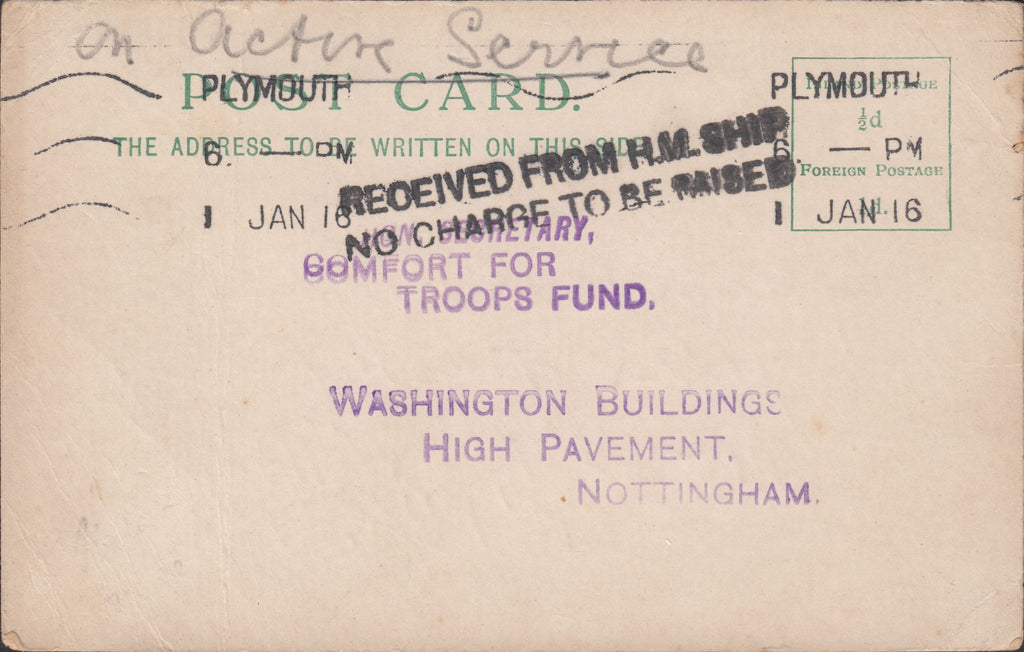 on Active Service
POST CARD.
THE ADDRESS TO BE WRITTEN ON THIS SIDE
PLYMOUTH
6. — PM
1 JAN 16
RECEIVED FROM H.M. SHIP
NO CHARGE TO BE RAISED
PLYMOUTH
6. — PM
1 JAN 16
INLAND POSTAGE
½d
FOREIGN POSTAGE
HON. SECRETARY,
COMFORT FOR
TROOPS FUND.
WASHINGTON BUILDINGS
HIGH PAVEMENT,
NOTTINGHAM.